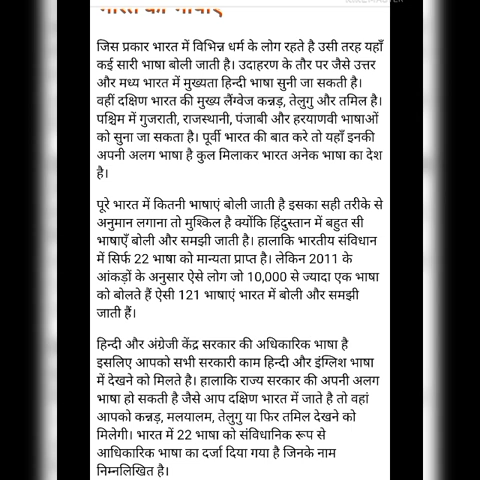 भारत की भाषाएं
जिस प्रकार भारत में विभिन्न धर्म के लोग रहते है उसी तरह यहाँ
कई सारी भाषा बोली जाती है। उदाहरण के तौर पर जैसे उत्तर
और मध्य भारत में मुख्यता हिन्दी भाषा सुनी जा सकती है।
वहीं दक्षिण भारत की मुख्य लैंग्वेज कन्नड़, तेलुगु और तमिल है।
पश्चिम में गुजराती, राजस्थानी, पंजाबी और हरयाणवी भाषाओं
को सुना जा सकता है। पूर्वी भारत की बात करे तो यहाँ इनकी
अपनी अलग भाषा है कुल मिलाकर भारत अनेक भाषा का देश
है।
पूरे भारत में कितनी भाषाएं बोली जाती है इसका सही तरीके से
अनुमान लगाना तो मुश्किल है क्योंकि हिंदुस्तान में बहुत सी
भाषाएँ बोली और समझी जाती है। हालाकि भारतीय संविधान
में सिर्फ 22 भाषा को मान्यता प्राप्त है। लेकिन 2011 के
आंकड़ों के अनुसार ऐसे लोग जो 10,000 से ज्यादा एक भाषा
को बोलते हैं ऐसी 121 भाषाएं भारत में बोली और समझी
जाती हैं।
हिन्दी और अंग्रेजी केंद्र सरकार की अधिकारिक भाषा है
इसलिए आपको सभी सरकारी काम हिन्दी और इंग्लिश भाषा
में देखने को मिलते है। हालाकि राज्य सरकार की अपनी अलग
भाषा हो सकती है जैसे आप दक्षिण भारत में जाते है तो वहां
आपको कन्नड़, मलयालम, तेलुगु या फिर तमिल देखने को
मिलेगी। भारत में 22 भाषा को संविधानिक रूप से
आधिकारिक भाषा का दर्जा दिया गया है जिनके नाम
निम्नलिखित है।